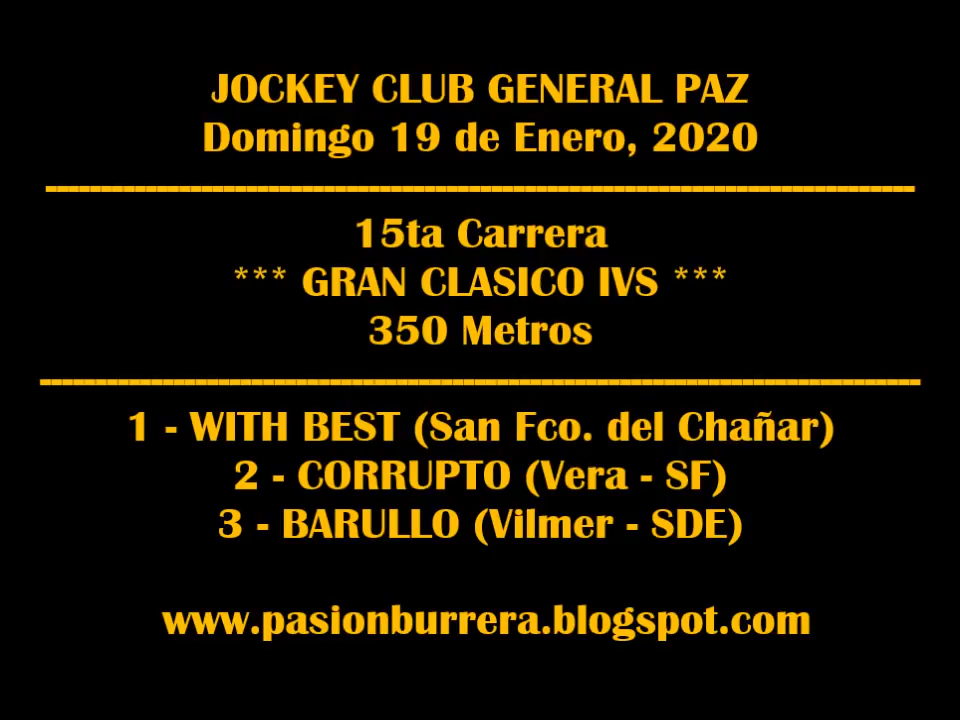 JOCKEY CLUB GENERAL PAZ
Domingo 19 de Enero, 2020
15ta Carrera
*** GRAN CLASICO IVS ***
350 Metros
1 - WITH BEST (San Fco. del Chañar)
2 - CORRUPTO (Vera - SF)
3 - BARULLO (Vilmer - SDE)
www.pasionburrera.blogspot.com